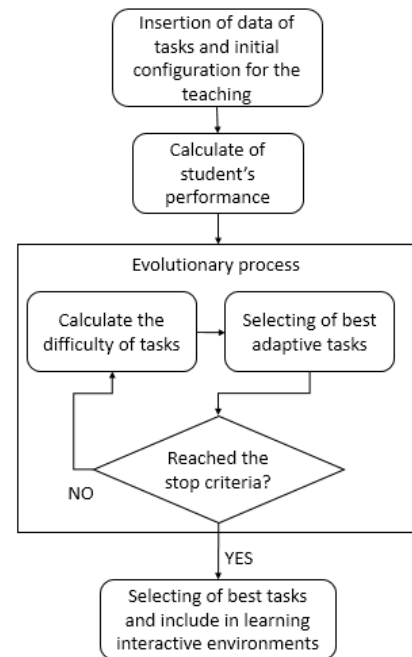 Insertion of data of
tasks and initial
configuration for the
teaching
Calculate of
student's
performance
Evolutionary process
Calculate the
difficulty of tasks
Selecting of best
adaptive tasks
Reached the
stop criteria?
NO
YES
Selecting of best tasks
and include in learning
interactive environments